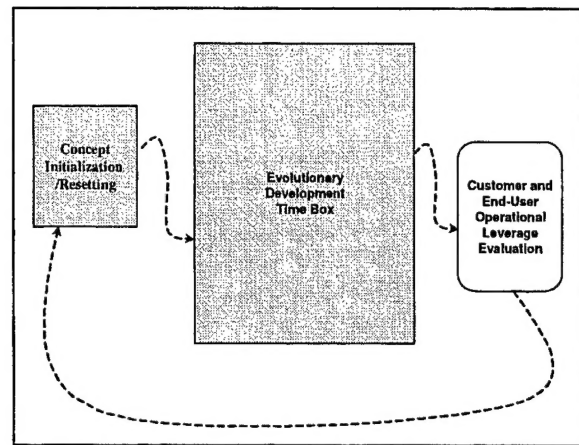 Concept
Initialization
/Resetting
Evolutionary
Development
Time Box
Customer and
End-User
Operational
Leverage
Evaluation